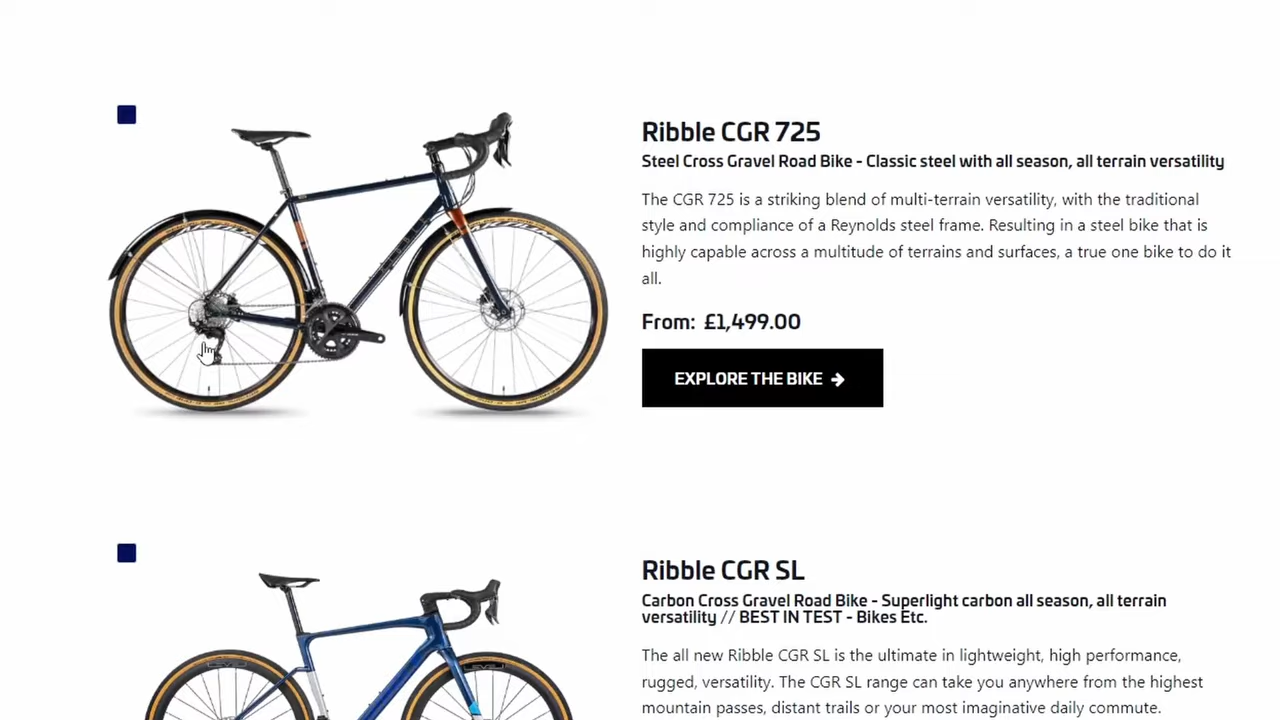 Ribble CGR 725
Steel Cross Gravel Road Bike - Classic steel with all season, all terrain versatility
The CGR 725 is a striking blend of multi-terrain versatility, with the traditional
style and compliance of a Reynolds steel frame. Resulting in a steel bike that is
highly capable across a multitude of terrains and surfaces, a true one bike to do it
all.
From: £1,499.00
EXPLORE THE BIKE →
Ribble CGR SL
Carbon Cross Gravel Road Bike - Superlight carbon all season, all terrain
versatility // BEST IN TEST - Bikes Etc.
The all new Ribble CGR SL is the ultimate in lightweight, high performance,
rugged, versatility. The CGR SL range can take you anywhere from the highest
mountain passes, distant trails or your most imaginative daily commute.